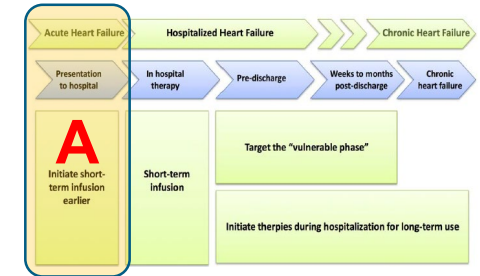 Acute Heart Failure
Hospitalized Heart Failure
Chronic Heart Failure
Presentation
to hospital
In hospital
therapy
Pre-discharge
Weeks to months
post-discharge
Chronic
heart failure
A
Initiate short-
term infusion
earlier
Short-term
infusion
Target the “vulnerable phase”
Initiate therpies during hospitalization for long-term use